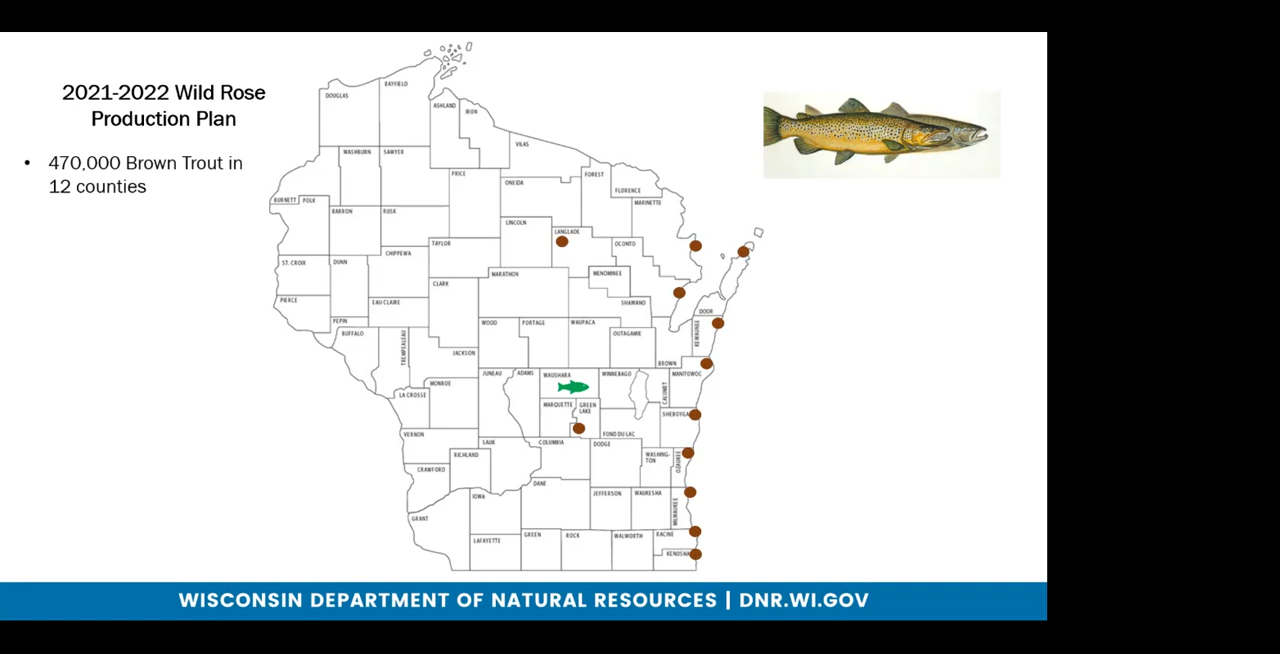 2021-2022 Wild Rose
Production Plan
• 470,000 Brown Trout in
12 counties
DOUGLAS
BAYFIELD
ASHLAND
IRON
VILAS
WASHBURN
SAWYER
PRICE
ONEIDA
FOREST
FLORENCE
MARINETTE
BURNETT
POLK
BARRON
RUSK
LINCOLN
LANGLADE
OCONTO
TAYLOR
CHIPPEWA
ST. CROIX
DUNN
MARATHON
MENOMINEE
CLARK
PIERCE
EAU CLAIRE
SHAWANO
DOOR
PEPIN
BUFFALO
TREMPEALEAU
WOOD
PORTAGE
WAUPACA
OUTAGAMIE
KEWAUNEE
JACKSON
BROWN
JUNEAU
ADAMS
WAUSHARA
WINNEBAGO
CALUMET
MANITOWOC
MONROE
LA CROSSE
MARQUETTE
GREEN
LAKE
SHEBOYGA
VERNON
SAUK
COLUMBIA
FOND DU LAC
DODGE
RICHLAND
WASHING-
TON
OZAUKEE
CRAWFORD
DANE
IOWA
JEFFERSON
WAUKESHA
MILWAUKEE
GRANT
LAFAYETTE
GREEN
ROCK
WALWORTH
RACINE
KENOSHA
WISCONSIN DEPARTMENT OF NATURAL RESOURCES | DNR.WI.GOV